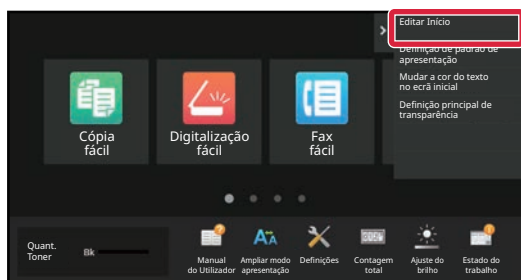 Editar Início
Definição de padrão de
apresentação
Mudar a cor do texto
no ecrã inicial
Definição principal de
transparência
Cópia
fácil
Digitalização
fácil
Fax
fácil
Quant.
Toner
Bk
Manual
do Utilizador
Ampliar modo
apresentação
Definições
Contagem
total
Ajuste do
brilho
Estado do
trabalho